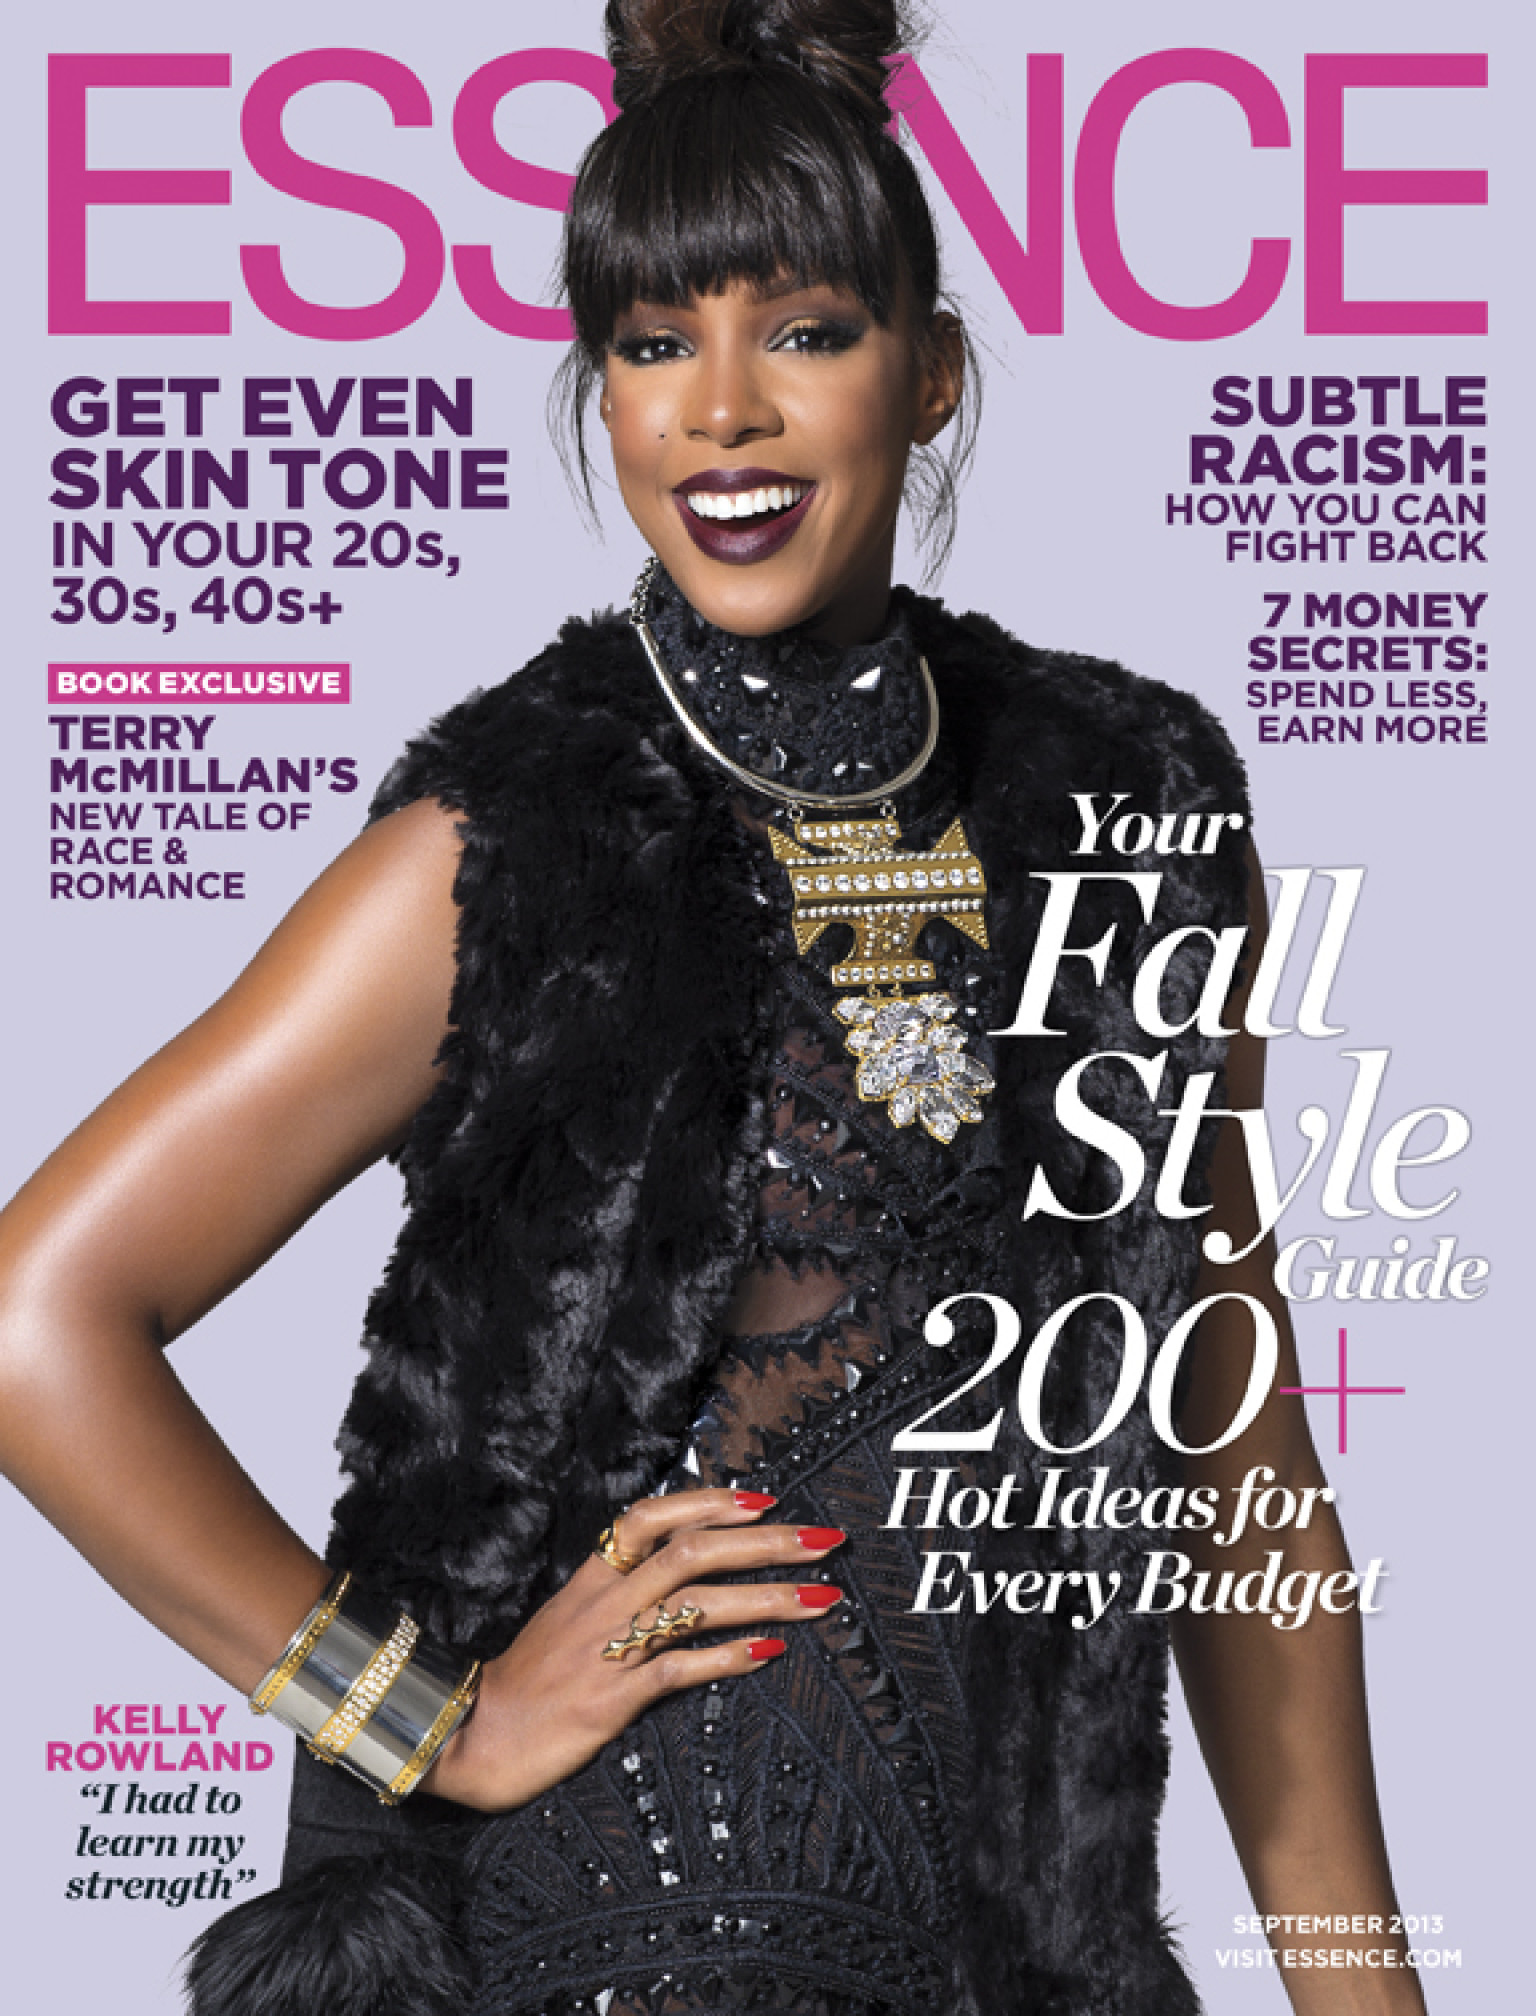 ESSENCE
GET EVEN
SKIN TONE
IN YOUR 20s,
30s, 40s+
BOOK EXCLUSIVE
TERRY
McMILLAN'S
NEW TALE OF
RACE &
ROMANCE
SUBTLE
RACISM:
HOW YOU CAN
FIGHT BACK
7 MONEY
SECRETS:
SPEND LESS,
EARN MORE
Your
Fall
Style
Guide
200+
Hot Ideas for
Every Budget
KELLY
ROWLAND
“I had to
learn my
strength”
SEPTEMBER 2013
VISIT ESSENCE.COM